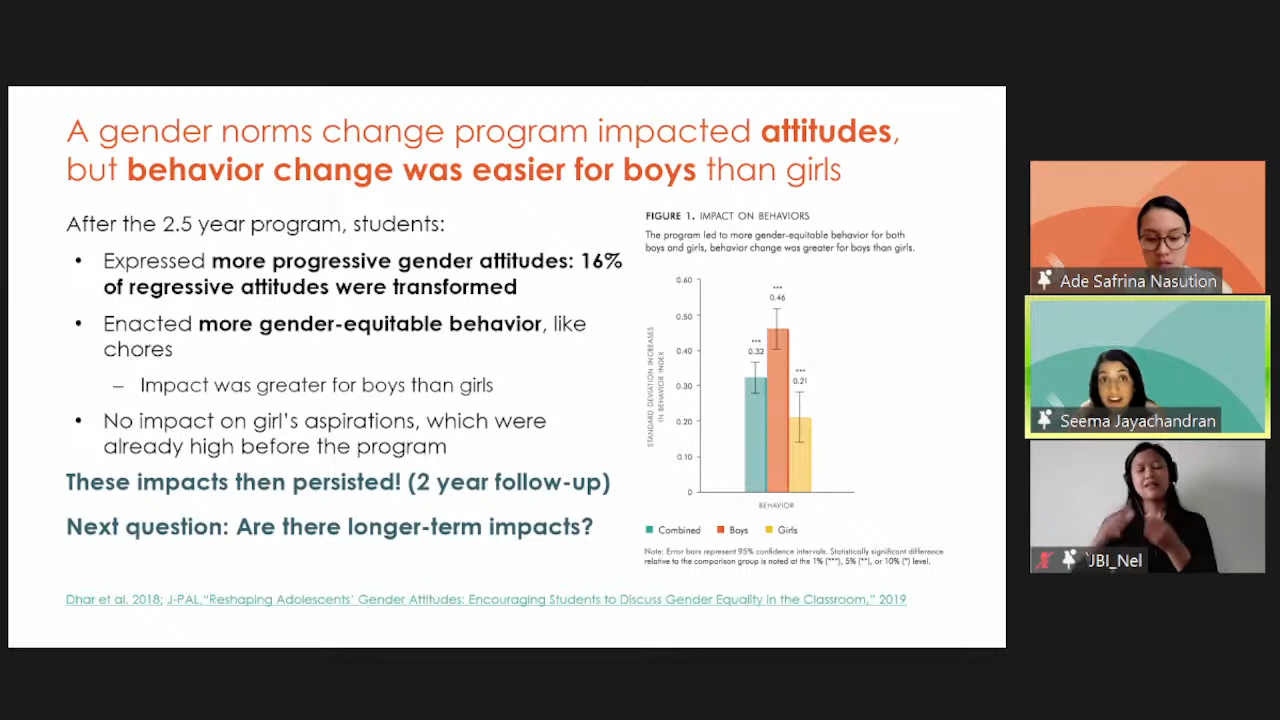 A gender norms change program impacted attitudes,
but behavior change was easier for boys than girls
After the 2.5 year program, students:
• Expressed more progressive gender attitudes: 16%
of regressive attitudes were transformed
• Enacted more gender-equitable behavior, like
chores
– Impact was greater for boys than girls
• No impact on girl's aspirations, which were
already high before the program
These impacts then persisted! (2 year follow-up)
Next question: Are there longer-term impacts?
Dhar et al. 2018; J-PAL,"Reshaping Adolescents' Gender Attitudes: Encouraging Students to Discuss Gender Equality in the Classroom," 2019
FIGURE 1. IMPACT ON BEHAVIORS
The program led to more gender-equitable behavior for both
boys and girls, behavior change was greater for boys than girls.
STANDARD DEVIATION INCREASES
IN BEHAVIOR INDEX
0.60
0.50
0.40
0.30
0.20
0.10
0
***
0.32
***
0.46
***
0.21
BEHAVIOR
Combined Boys Girls
Note: Error bars represent 95% confidence intervals. Statistically significant difference
relative to the comparison group is noted at the 1% (***), 5% (**), or 10% (*) level.
Ade Safrina Nasution
Seema Jayachandran
`JBI_Nel